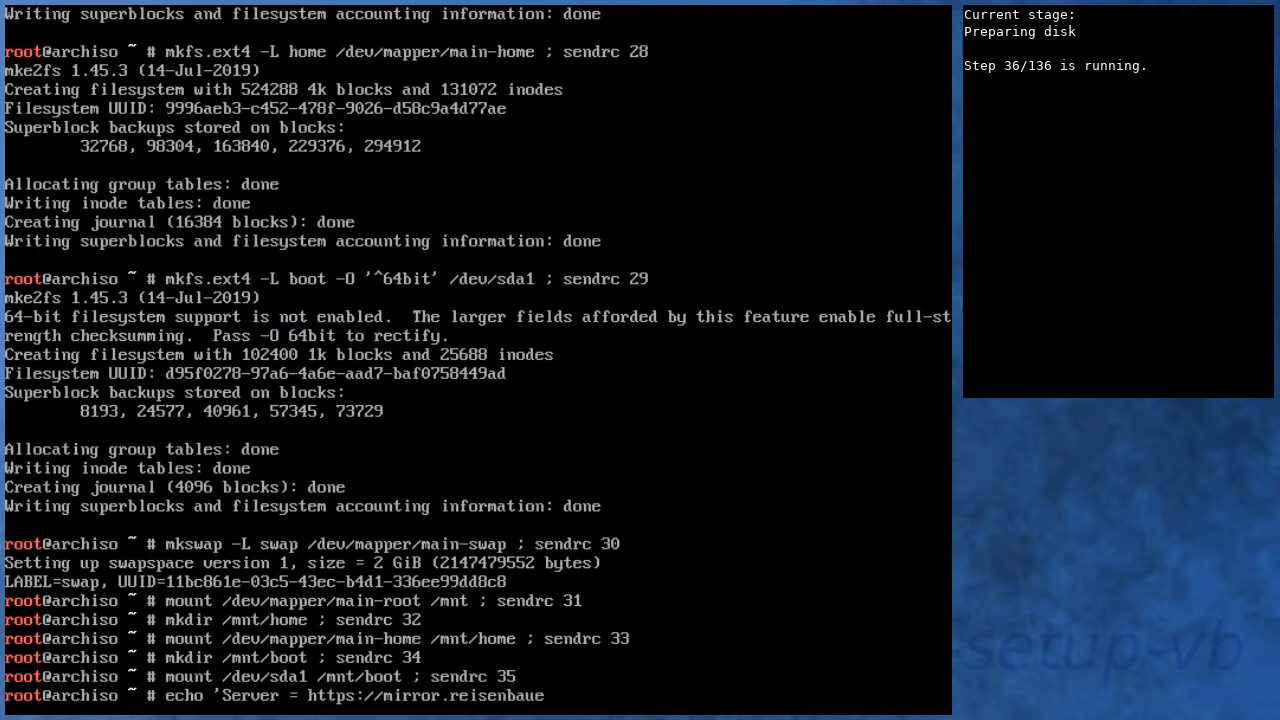 Writing superblocks and filesystem accounting information: done
root@archiso ~ # mkfs.ext4 -L home /dev/mapper/main-home ; sendrc 28
mke2fs 1.45.3 (14-Jul-2019)
Creating filesystem with 524288 4k blocks and 131072 inodes
Filesystem UUID: 9996aeb3-c452-478f-9026-d58c9a4d77ae
Superblock backups stored on blocks:
32768, 98304, 163840, 229376, 294912
Allocating group tables: done
Writing inode tables: done
Creating journal (16384 blocks): done
Writing superblocks and filesystem accounting information: done
root@archiso ~ # mkfs.ext4 -L boot -O '^64bit' /dev/sda1 ; sendrc 29
mke2fs 1.45.3 (14-Jul-2019)
64-bit filesystem support is not enabled.  The larger fields afforded by this feature enable full-st
rength checksumming.  Pass -O 64bit to rectify.
Creating filesystem with 102400 1k blocks and 25688 inodes
Filesystem UUID: d95f0278-97a6-4a6e-aad7-baf0758449ad
Superblock backups stored on blocks:
8193, 24577, 40961, 57345, 73729
Allocating group tables: done
Writing inode tables: done
Creating journal (4096 blocks): done
Writing superblocks and filesystem accounting information: done
root@archiso ~ # mkswap -L swap /dev/mapper/main-swap ; sendrc 30
Setting up swapspace version 1, size = 2 GiB (2147479552 bytes)
LABEL=swap, UUID=11bc861e-03c5-43ec-b4d1-336ee99dd8c8
root@archiso ~ # mount /dev/mapper/main-root /mnt ; sendrc 31
root@archiso ~ # mkdir /mnt/home ; sendrc 32
root@archiso ~ # mount /dev/mapper/main-home /mnt/home ; sendrc 33
root@archiso ~ # mkdir /mnt/boot ; sendrc 34
root@archiso ~ # mount /dev/sda1 /mnt/boot ; sendrc 35
root@archiso ~ # echo 'Server = https://mirror.reisenbaue
Current stage:
Preparing disk
Step 36/136 is running.
setup-vb